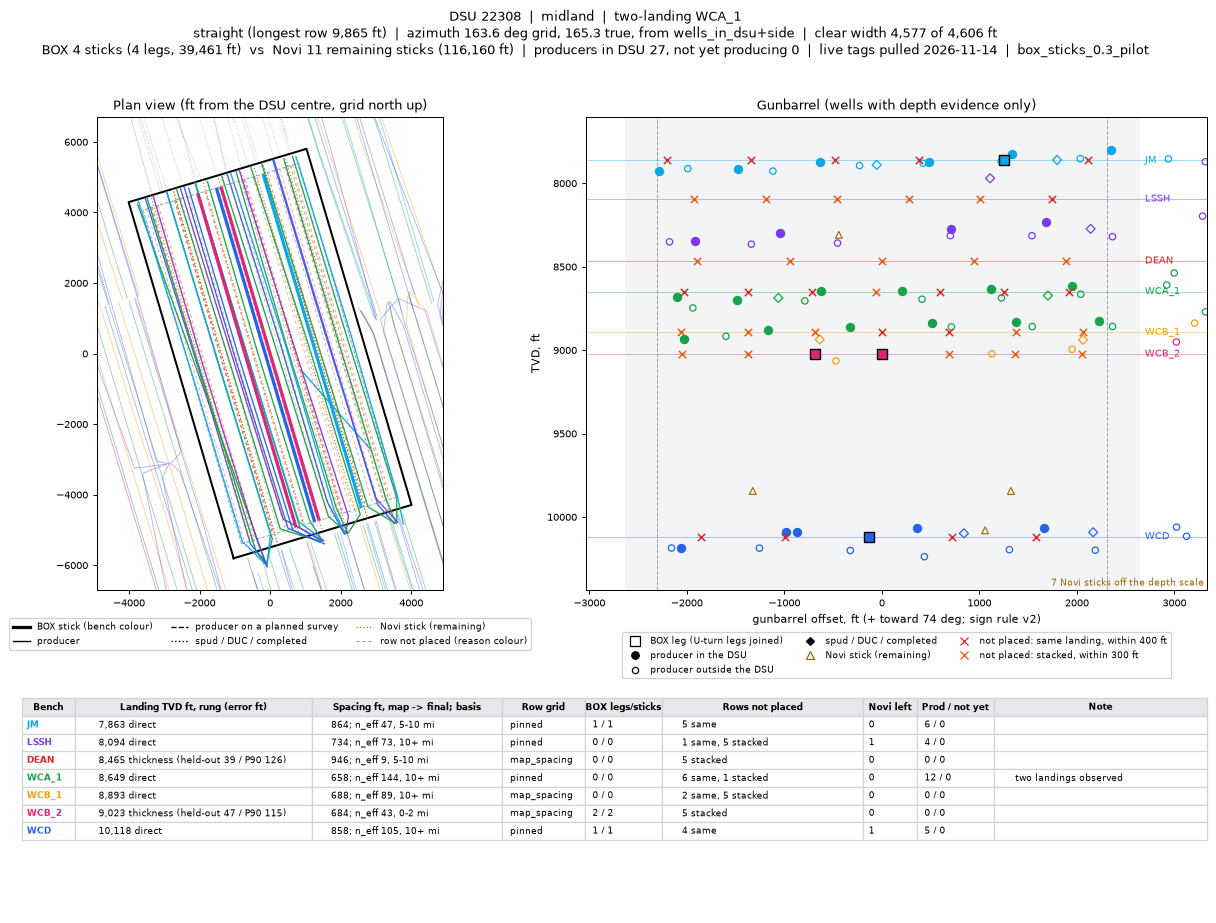 DSU 22308 | midland | two-landing WCA_1
straight (longest row 9,865 ft) | azimuth 163.6 deg grid, 165.3 true, from wells_in_dsu+side | clear width 4,577 of 4,606 ft
BOX 4 sticks (4 legs, 39,461 ft) vs Novi 11 remaining sticks (116,160 ft) | producers in DSU 27, not yet producing 0 | live tags pulled 2026-11-14 | box_sticks_0.3_pilot
Plan view (ft from the DSU centre, grid north up)
6000
4000
2000
0
−2000
−4000
−6000
−4000 −2000 0 2000 4000
BOX stick (bench colour)
producer
producer on a planned survey
spud / DUC / completed
Novi stick (remaining)
row not placed (reason colour)
Gunbarrel (wells with depth evidence only)
TVD, ft
8000
8500
9000
9500
10000
JM
LSSH
DEAN
WCA_1
WCB_1
WCB_2
WCD
7 Novi sticks off the depth scale
−3000 −2000 −1000 0 1000 2000 3000
gunbarrel offset, ft (+ toward 74 deg; sign rule v2)
BOX leg (U-turn legs joined)
producer in the DSU
producer outside the DSU
spud / DUC / completed
Novi stick (remaining)
not placed: same landing, within 400 ft
not placed: stacked, within 300 ft
Bench Landing TVD ft, rung (error ft) Spacing ft, map -> final; basis Row grid BOX legs/sticks Rows not placed Novi left Prod / not yet Note
JM 7,863 direct 864; n_eff 47, 5-10 mi pinned 1 / 1 5 same 0 6 / 0
LSSH 8,094 direct 734; n_eff 73, 10+ mi pinned 0 / 0 1 same, 5 stacked 1 4 / 0
DEAN 8,465 thickness (held-out 39 / P90 126) 946; n_eff 9, 5-10 mi map_spacing 0 / 0 5 stacked 0 0 / 0
WCA_1 8,649 direct 658; n_eff 144, 10+ mi pinned 0 / 0 6 same, 1 stacked 0 12 / 0 two landings observed
WCB_1 8,893 direct 688; n_eff 89, 10+ mi map_spacing 0 / 0 2 same, 5 stacked 0 0 / 0
WCB_2 9,023 thickness (held-out 47 / P90 115) 684; n_eff 43, 0-2 mi map_spacing 2 / 2 5 stacked 0 0 / 0
WCD 10,118 direct 858; n_eff 105, 10+ mi pinned 1 / 1 4 same 1 5 / 0